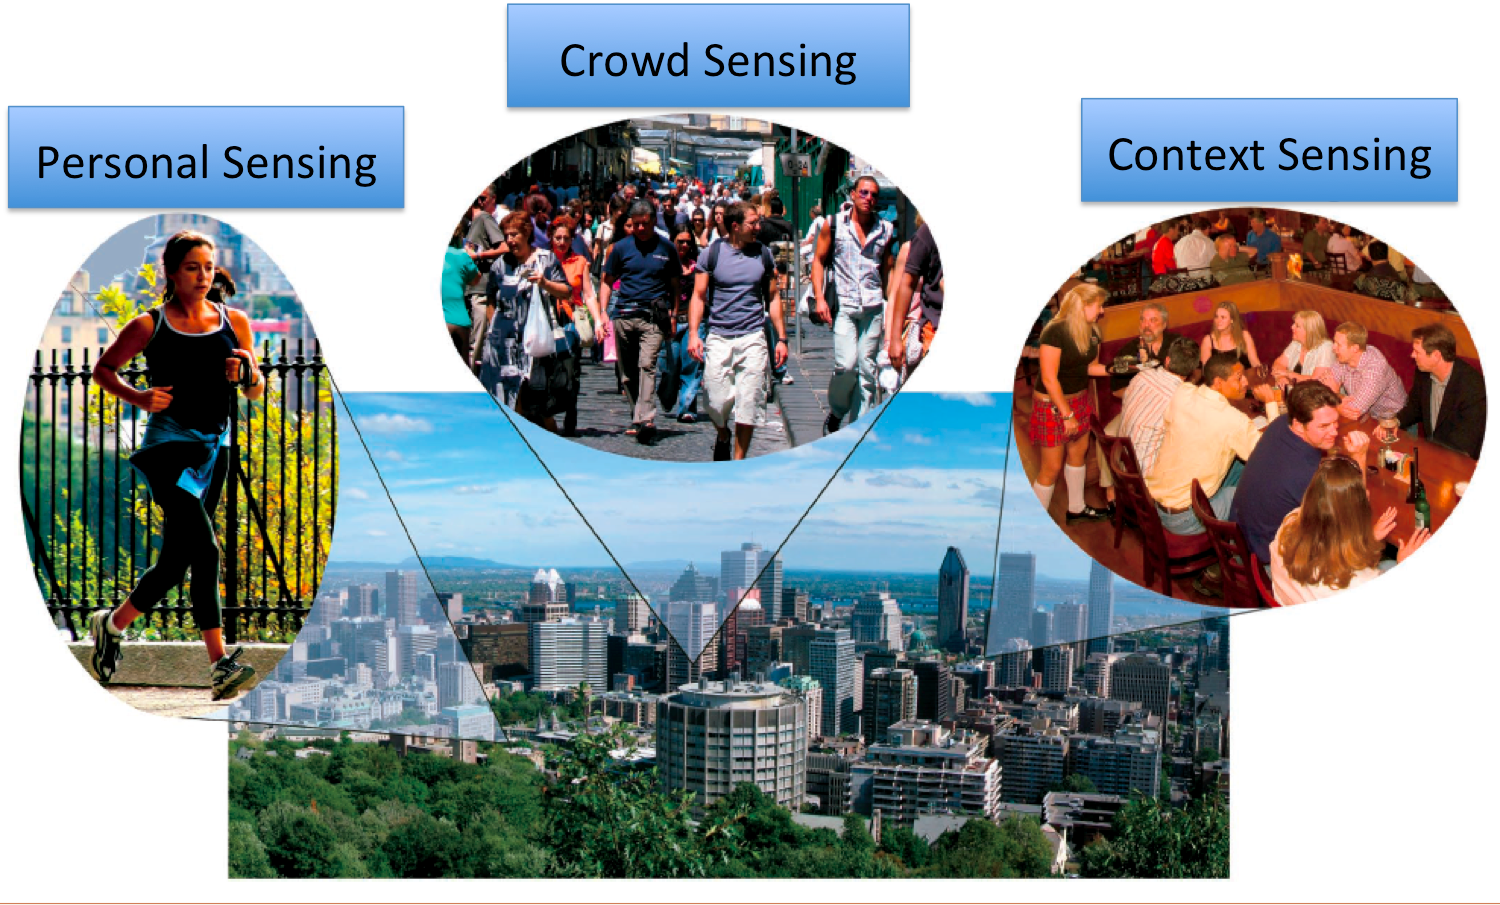 Crowd Sensing
Personal Sensing
Context Sensing